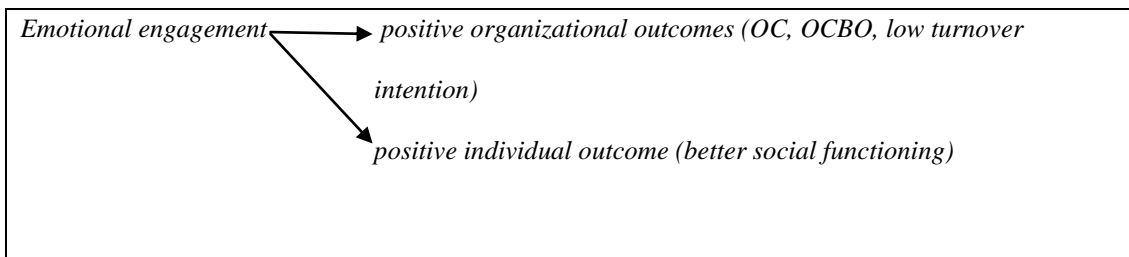 Emotional engagement positive organizational outcomes (OC, OCBO, low turnover
intention)
positive individual outcome (better social functioning)